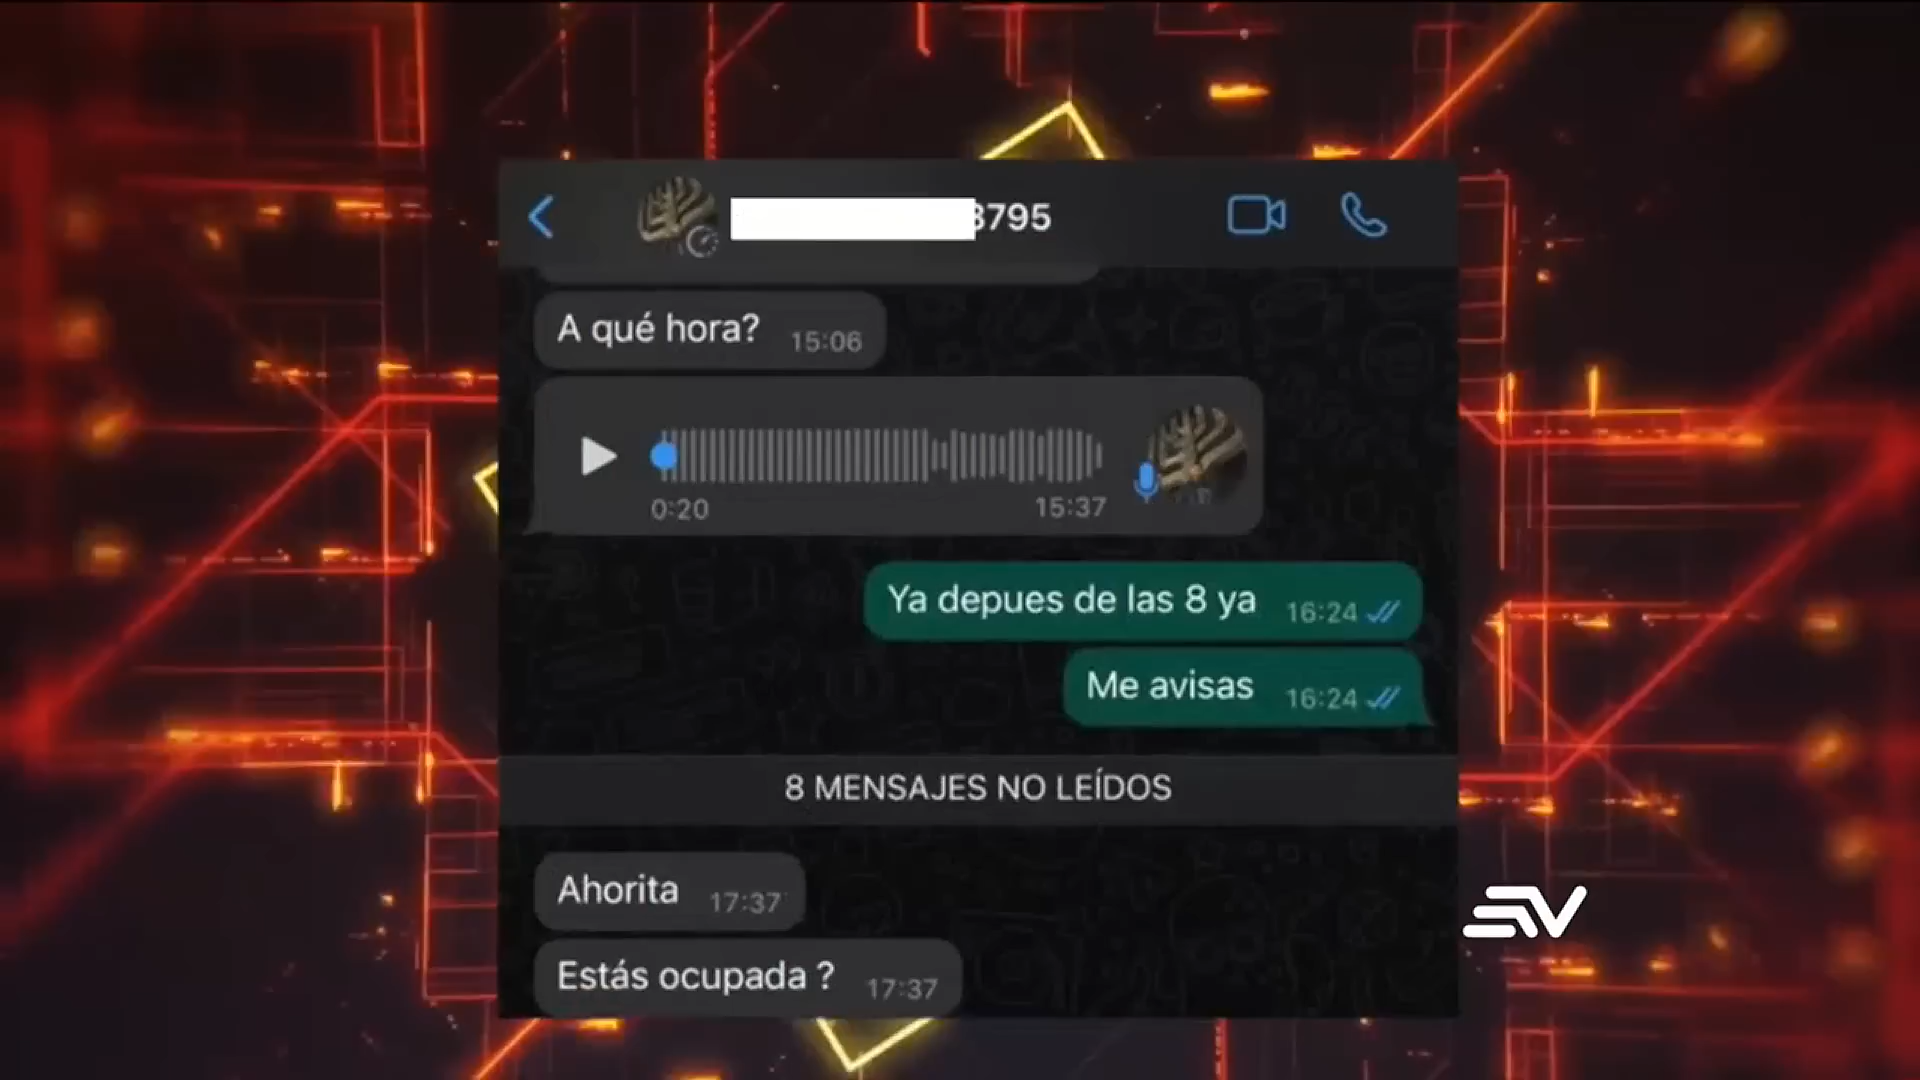 3795
A qué hora? 15:06
0:20 15:37
Ya depues de las 8 ya 16:24
Me avisas 16:24
8 MENSAJES NO LEÍDOS
Ahorita 17:37
Estás ocupada ? 17:37